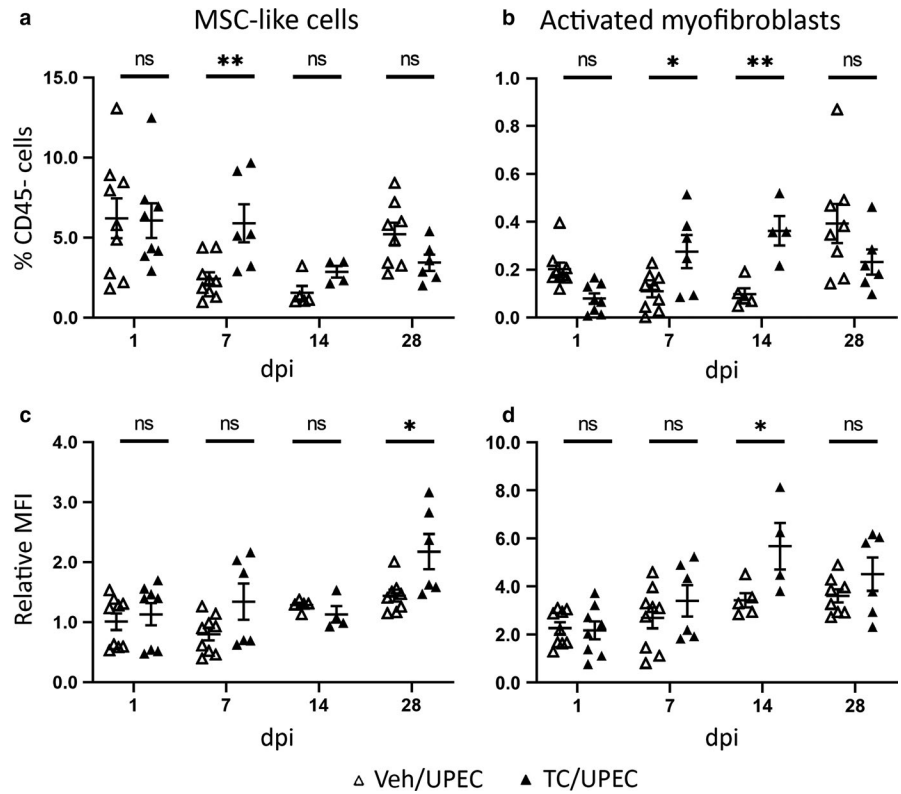 a MSC-like cells
b Activated myofibroblasts
ns ** ns ns
ns * ** ns
% CD45- cells
15.0
10.0
5.0
0.0
1 7 14 28
dpi
1.0
0.8
0.6
0.4
0.2
0.0
1 7 14 28
dpi
c
ns ns ns *
d
ns ns * ns
Relative MFI
4.0
3.0
2.0
1.0
0.0
1 7 14 28
dpi
10.0
8.0
6.0
4.0
2.0
0.0
1 7 14 28
dpi
Veh/UPEC TC/UPEC